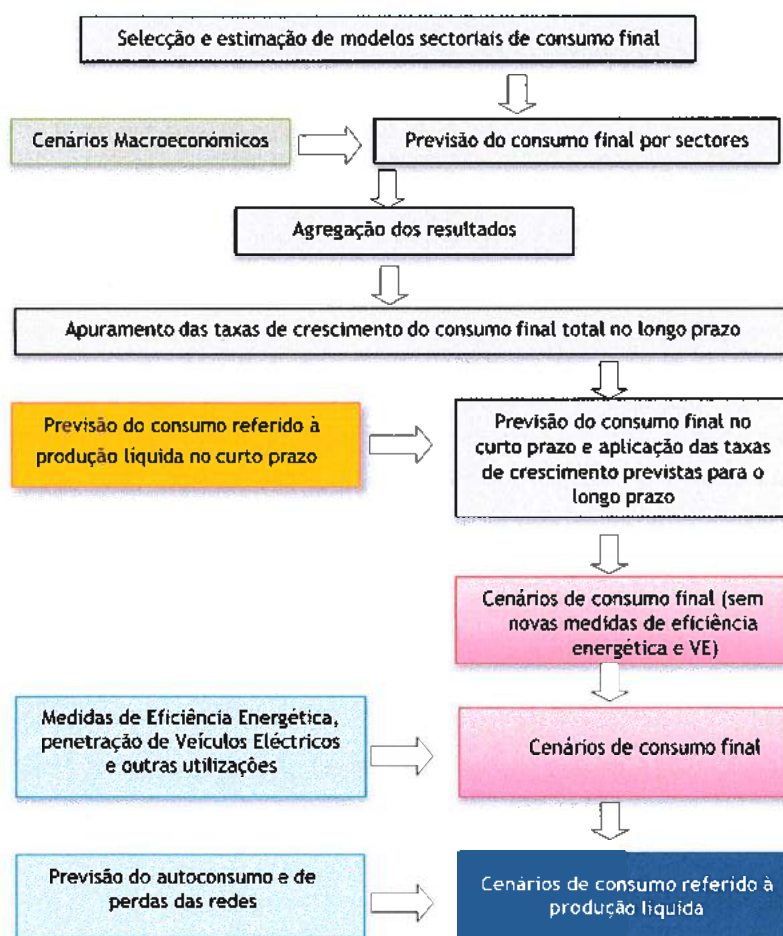 Selecção e estimação de modelos sectoriais de consumo final
Cenários Macroeconómicos
Previsão do consumo final por sectores
Agregação dos resultados
Apuramento das taxas de crescimento do consumo final total no longo prazo
Previsão do consumo referido à
produção líquida no curto prazo
Previsão do consumo final no
curto prazo e aplicação das taxas
de crescimento previstas para o
longo prazo
Cenários de consumo final (sem
novas medidas de eficiência
energética e VE)
Medidas de Eficiência Energética,
penetração de Veículos Eléctricos
e outras utilizações
Cenários de consumo final
Previsão do autoconsumo e de
perdas das redes
Cenários de consumo referido à
produção líquida